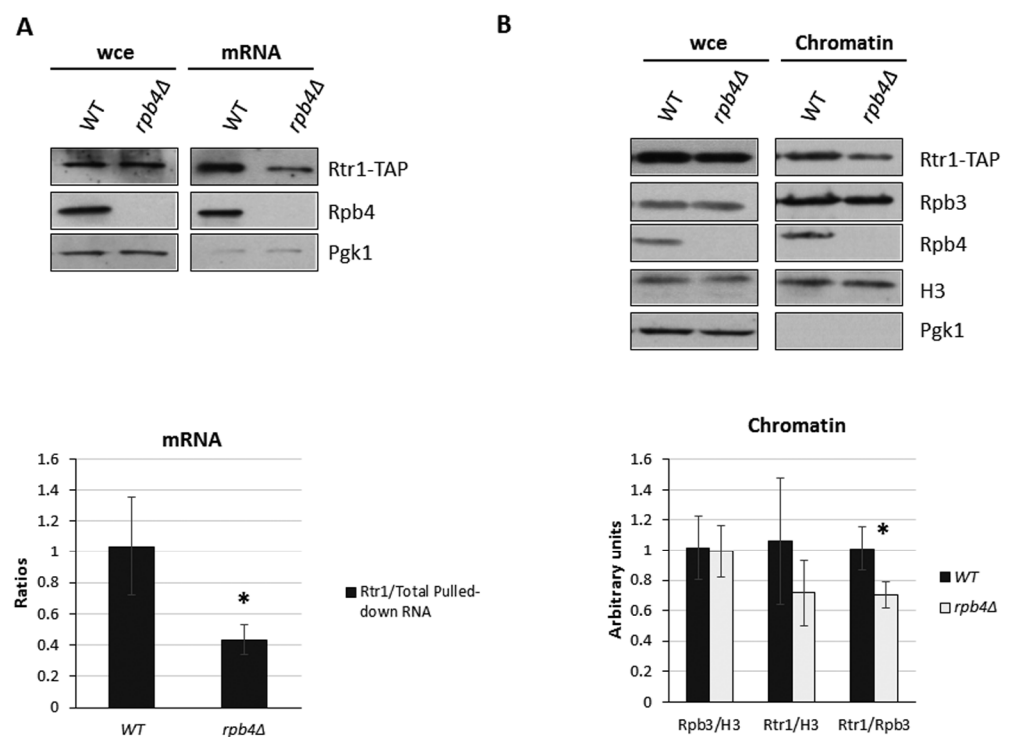 A
wce
mRNA
WT
rpb4Δ
WT
rpb4Δ
Rtr1-TAP
Rpb4
Pgk1
mRNA
1.6
1.4
1.2
1
0.8
0.6
0.4
0.2
0
Ratios
*
WT
rpb4Δ
Rtr1/Total Pulled-
down RNA
B
wce
Chromatin
WT
rpb4Δ
WT
rpb4Δ
Rtr1-TAP
Rpb3
Rpb4
H3
Pgk1
Chromatin
1.6
1.4
1.2
1
0.8
0.6
0.4
0.2
0
Arbitrary units
*
Rpb3/H3
Rtr1/H3
Rtr1/Rpb3
WT
rpb4Δ